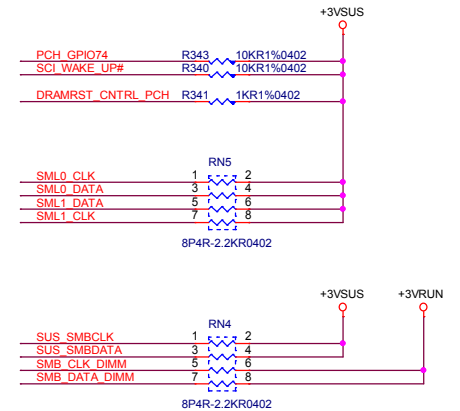 +3VSUS
PCH_GPIO74 R343 10KR1%0402
SCI_WAKE_UP# R340 10KR1%0402
DRAMRST_CNTRL_PCH R341 1KR1%0402
RN5
SML0_CLK 1 2
SML0_DATA 3 4
SML1_DATA 5 6
SML1_CLK 7 8
8P4R-2.2KR0402
+3VSUS +3VRUN
RN4
SUS_SMBCLK 1 2
SUS_SMBDATA 3 4
SMB_CLK_DIMM 5 6
SMB_DATA_DIMM 7 8
8P4R-2.2KR0402